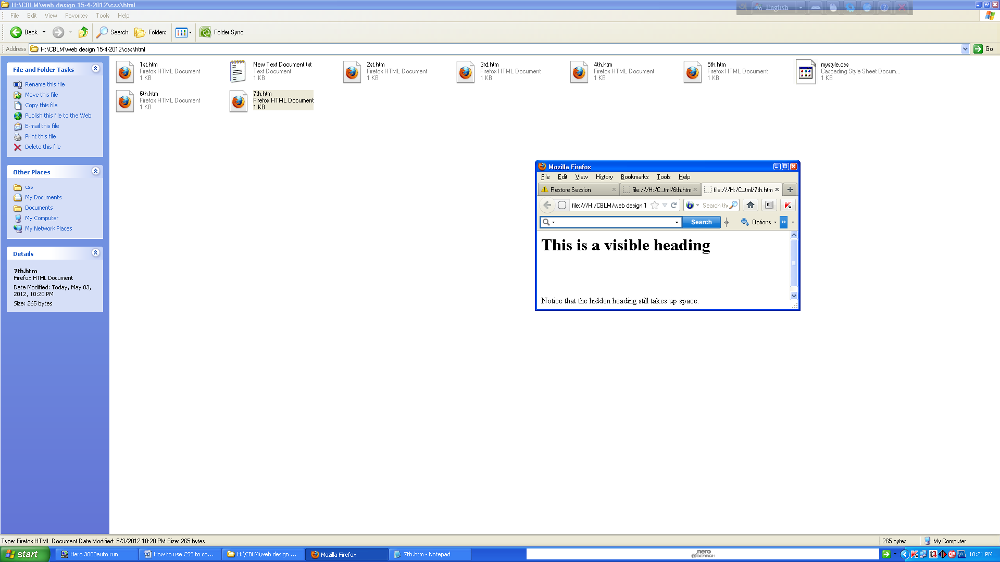 H:\CBLM\web design 15-4-2012\css\html
English
File Edit View Favorites Tools Help
Back Search Folders Folder Sync
Address H:\CBLM\web design 15-4-2012\css\html Go
File and Folder Tasks
Rename this file
Move this file
Copy this file
Publish this file to the Web
E-mail this file
Print this file
Delete this file
Other Places
css
My Documents
Documents
My Computer
My Network Places
Details
7th.htm
Firefox HTML Document
Date Modified: Today, May 03,
2012, 10:20 PM
Size: 265 bytes
1st.htm
Firefox HTML Document
1 KB
New Text Document.txt
Text Document
1 KB
2st.htm
Firefox HTML Document
1 KB
3rd.htm
Firefox HTML Document
1 KB
4th.htm
Firefox HTML Document
1 KB
5th.htm
Firefox HTML Document
1 KB
mystyle.css
Cascading Style Sheet Docum...
1 KB
6th.htm
Firefox HTML Document
1 KB
7th.htm
Firefox HTML Document
1 KB
Mozilla Firefox
File Edit View History Bookmarks Tools Help
Restore Session file:///H:/C...tml/6th.htm file:///H:/C...tml/7th.htm
file:///H:/CBLM/web design 1 Search the
Search Options
This is a visible heading
Notice that the hidden heading still takes up space.
Type: Firefox HTML Document Date Modified: 5/3/2012 10:20 PM Size: 265 bytes 265 bytes My Computer
start Hero 3000auto run How to use CSS to co... H:\CBLM\web design ... Mozilla Firefox 7th.htm - Notepad nero SEARCH 10:21 PM